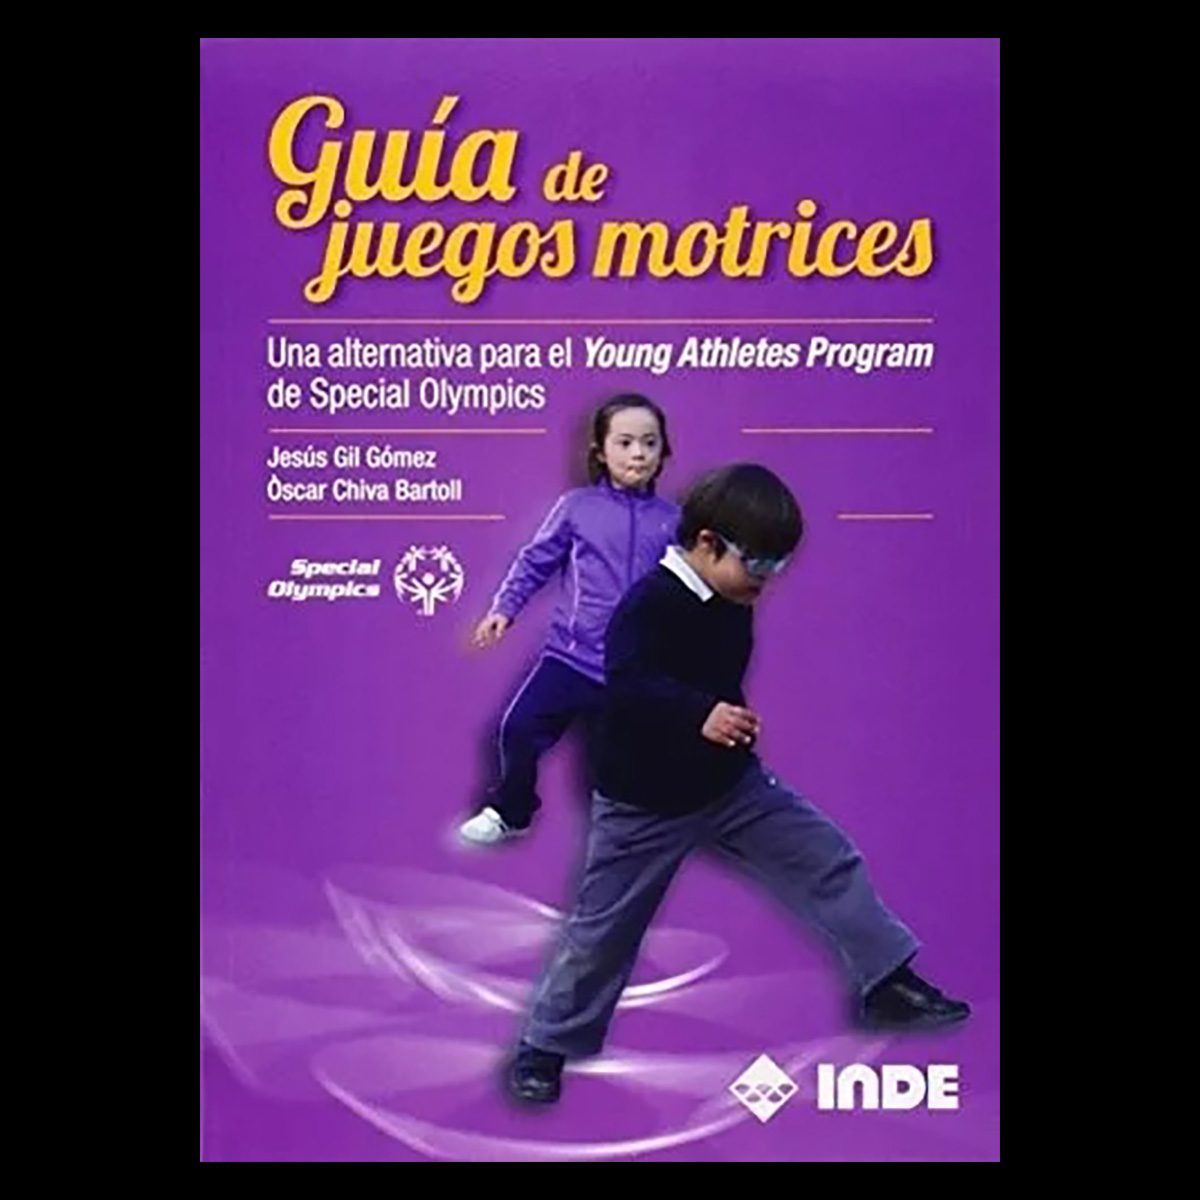 Guía de
juegos motrices
Una alternativa para el Young Athletes Program
de Special Olympics
Jesús Gil Gómez
Òscar Chiva Bartoll
Special
Olympics
INDE